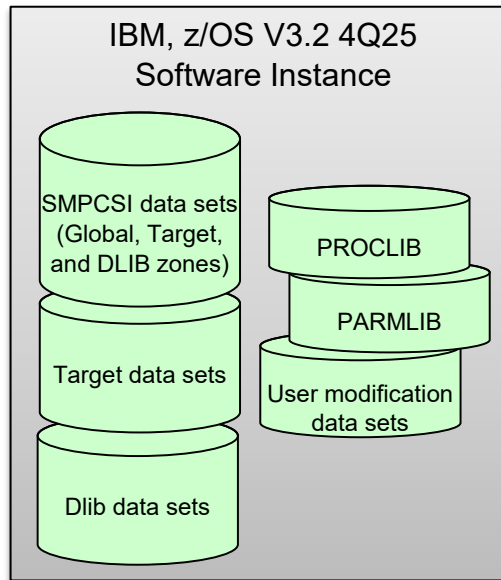 IBM, z/OS V3.2 4Q25
Software Instance
SMPCSI data sets
(Global, Target,
and DLIB zones)
Target data sets
Dlib data sets
PROCLIB
PARMLIB
User modification
data sets